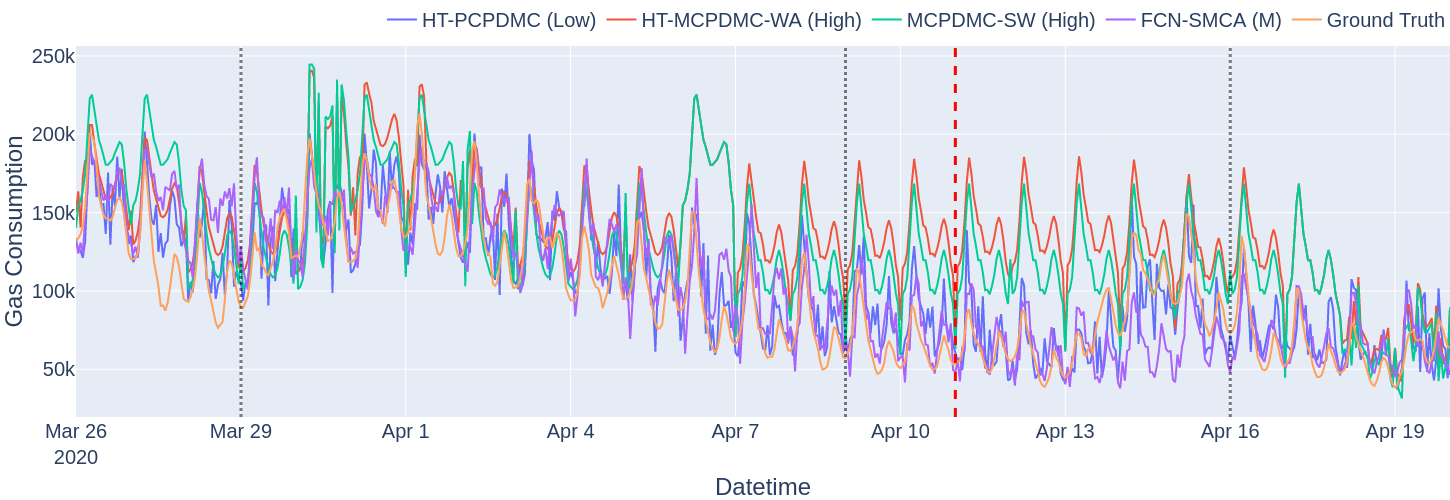 HT-PCPDMC (Low) HT-MCPDMC-WA (High) MCPDMC-SW (High) FCN-SMCA (M) Ground Truth
250k
200k
150k
100k
50k
Gas Consumption
Mar 26 Mar 29 Apr 1 Apr 4 Apr 7 Apr 10 Apr 13 Apr 16 Apr 19
2020
Datetime